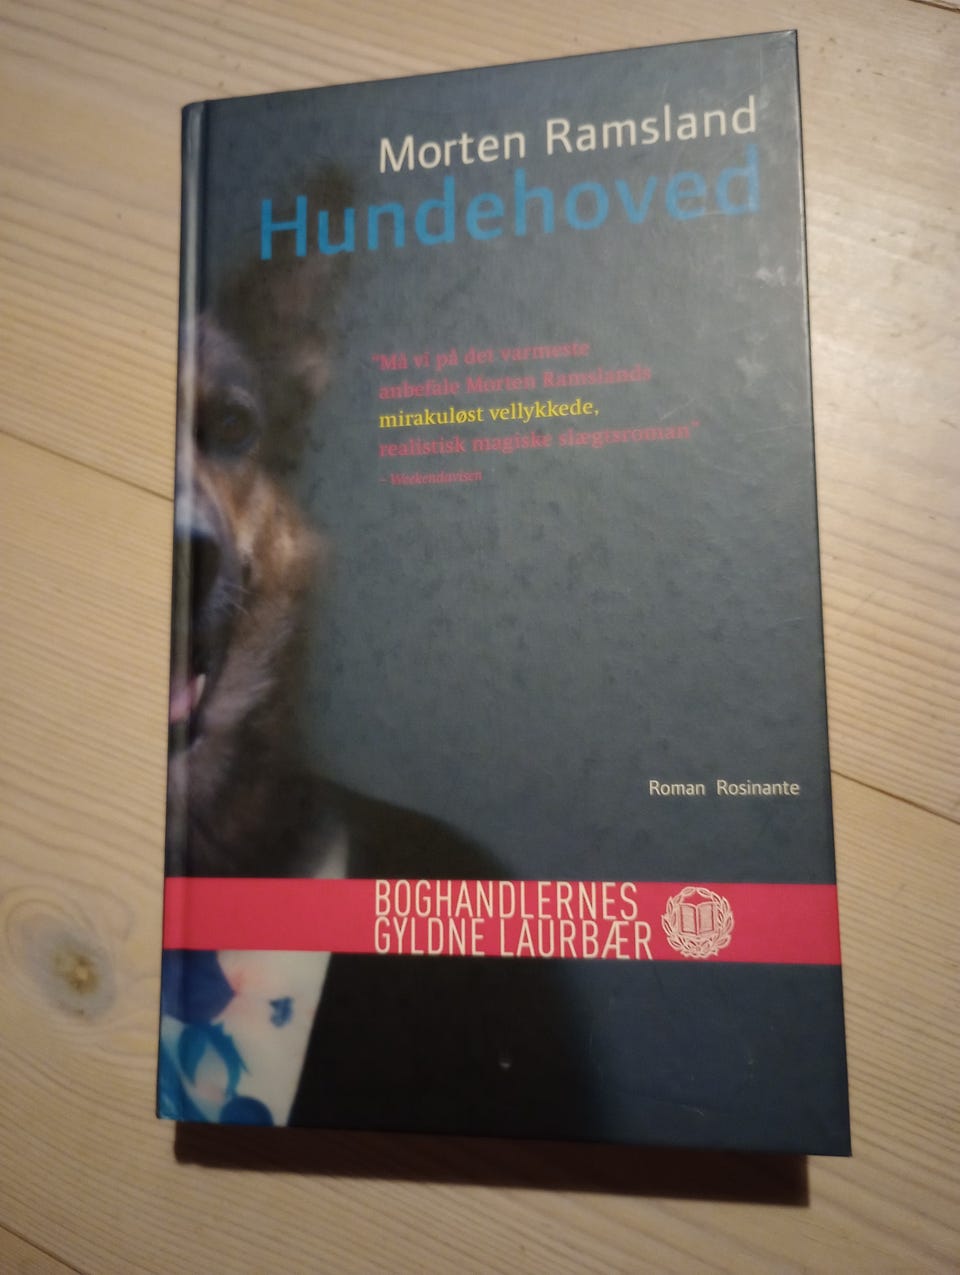 Morten Ramsland
Hundehoved
"Må vi på det varmeste
anbefale Morten Ramslands
mirakuløst vellykkede,
realistisk magiske slægtsroman"
– Weekendavisen
Roman Rosinante
BOGHANDLERNES
GYLDNE LAURBÆR